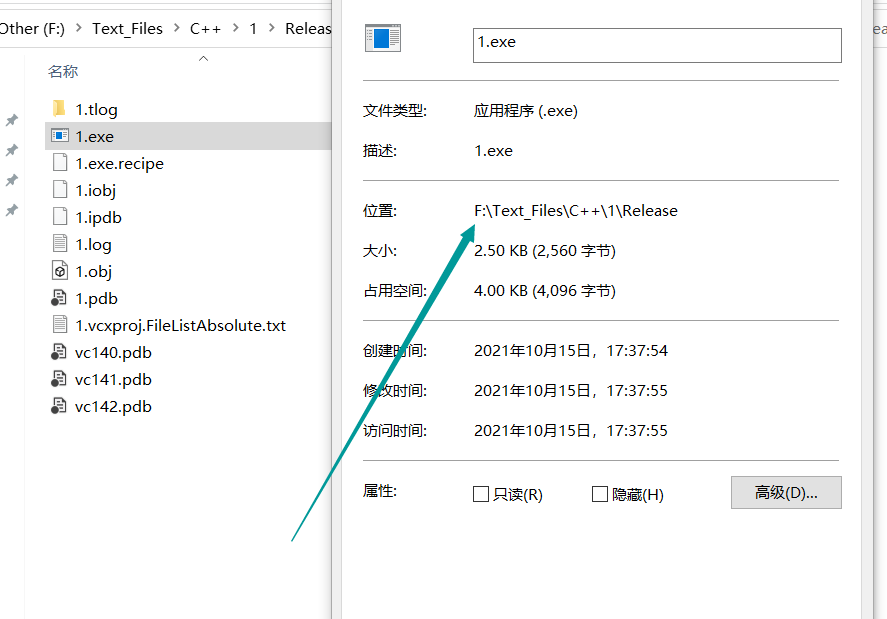 Other (F:) > Text_Files > C++ > 1 > Releas
名称
1.tlog
1.exe
1.exe.recipe
1.iobj
1.ipdb
1.log
1.obj
1.pdb
1.vcxproj.FileListAbsolute.txt
vc140.pdb
vc141.pdb
vc142.pdb
1.exe
文件类型: 应用程序 (.exe)
描述: 1.exe
位置: F:\Text_Files\C++\1\Release
大小: 2.50 KB (2,560 字节)
占用空间: 4.00 KB (4,096 字节)
创建时间: 2021年10月15日，17:37:54
修改时间: 2021年10月15日，17:37:55
访问时间: 2021年10月15日，17:37:55
属性: 只读(R) 隐藏(H) 高级(D)...